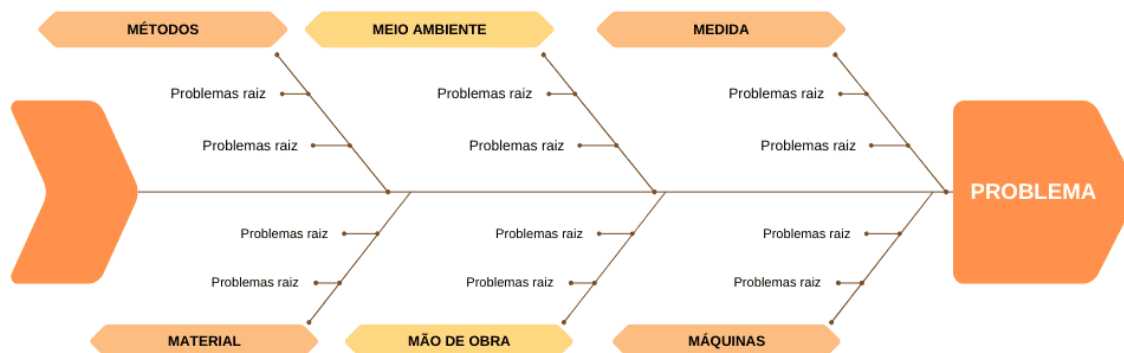 MÉTODOS
MEIO AMBIENTE
MEDIDA
Problemas raiz
Problemas raiz
Problemas raiz
Problemas raiz
Problemas raiz
Problemas raiz
PROBLEMA
Problemas raiz
Problemas raiz
Problemas raiz
Problemas raiz
Problemas raiz
Problemas raiz
MATERIAL
MÃO DE OBRA
MÁQUINAS